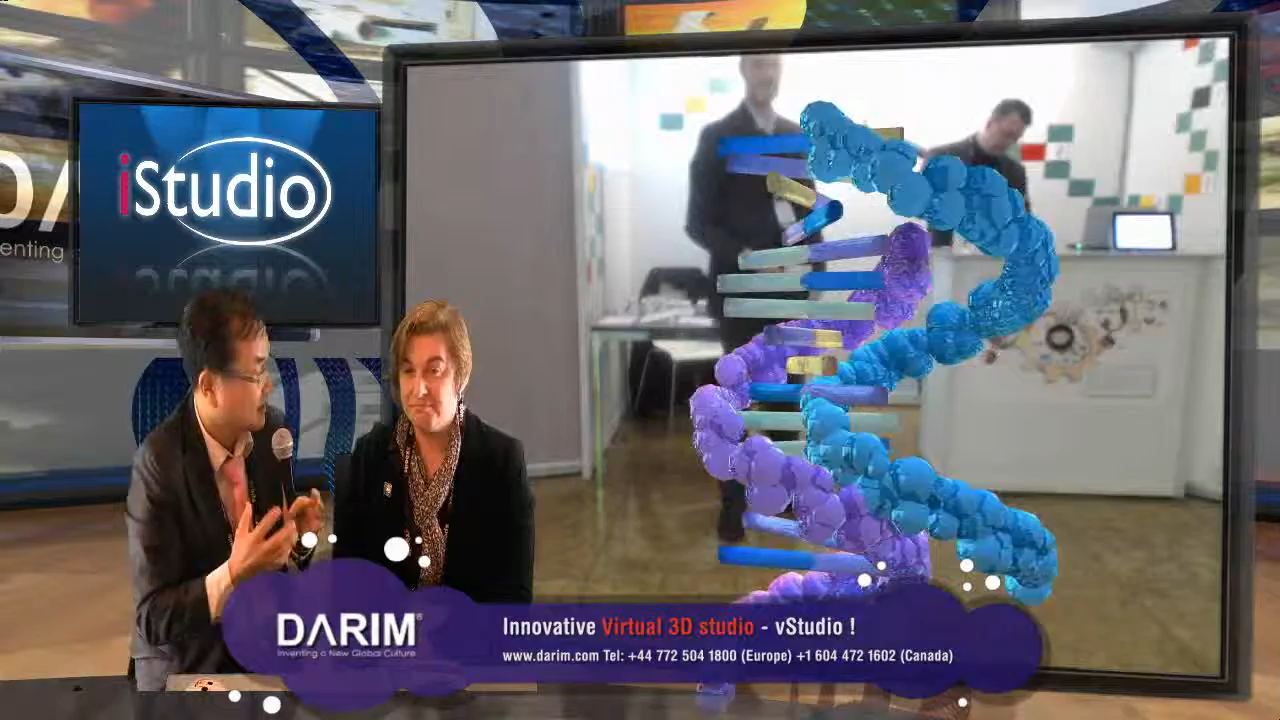 iStudio
DA
enting
DARIM®
Inventing a New Global Culture
Innovative Virtual 3D studio - vStudio !
www.darim.com Tel: +44 772 504 1800 (Europe) +1 604 472 1602 (Canada)